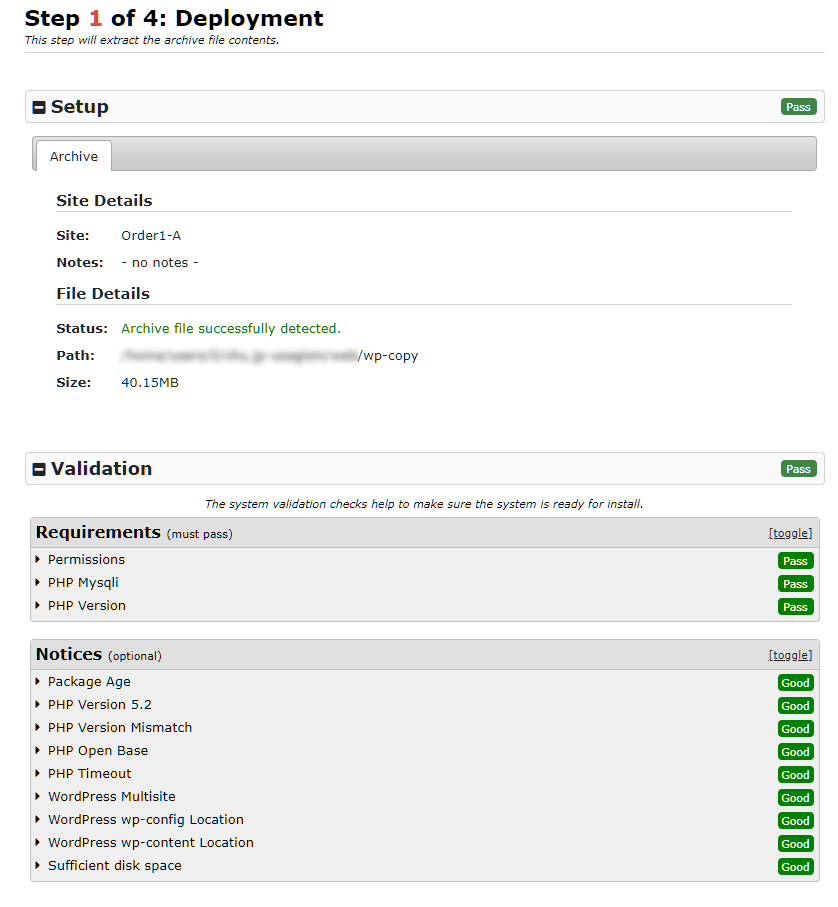 Step 1 of 4: Deployment
This step will extract the archive file contents.
Setup Pass
Archive
Site Details
Site: Order1-A
Notes: - no notes -
File Details
Status: Archive file successfully detected.
Path: /wp-copy
Size: 40.15MB
Validation Pass
The system validation checks help to make sure the system is ready for install.
Requirements (must pass) [toggle]
Permissions Pass
PHP Mysqli Pass
PHP Version Pass
Notices (optional) [toggle]
Package Age Good
PHP Version 5.2 Good
PHP Version Mismatch Good
PHP Open Base Good
PHP Timeout Good
WordPress Multisite Good
WordPress wp-config Location Good
WordPress wp-content Location Good
Sufficient disk space Good